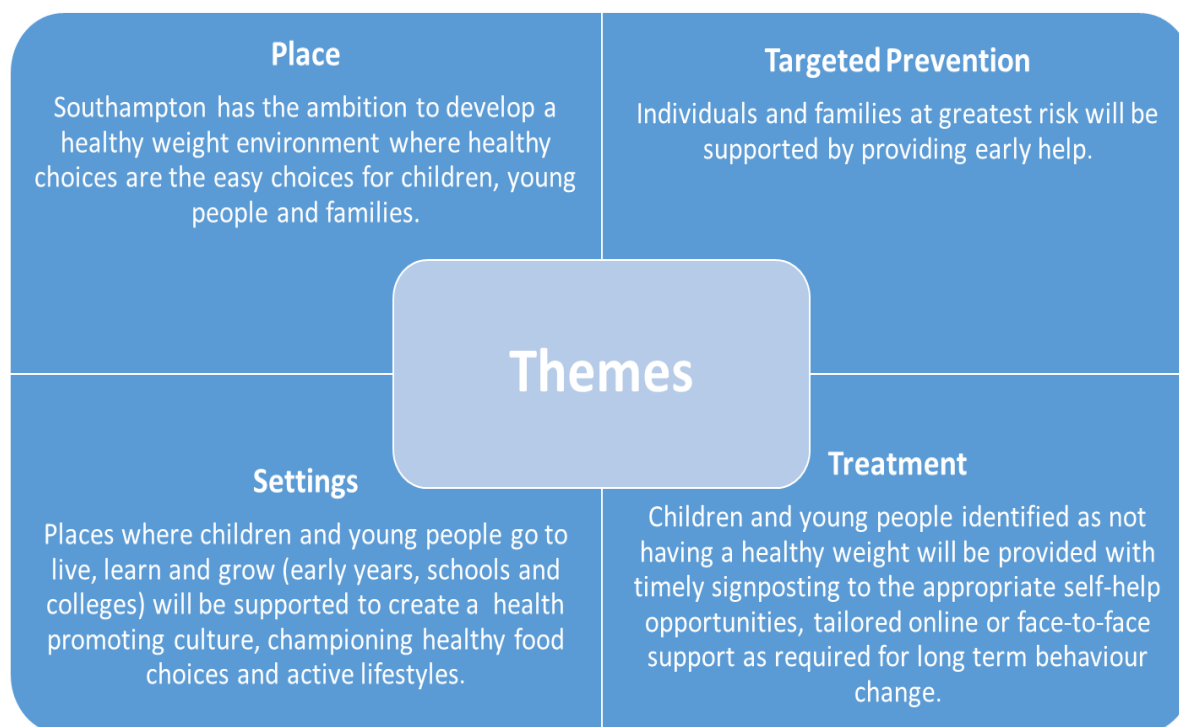 Place
Southampton has the ambition to develop a
healthy weight environment where healthy
choices are the easy choices for children, young
people and families.
Targeted Prevention
Individuals and families at greatest risk will be
supported by providing early help.
Themes
Settings
Places where children and young people go to
live, learn and grow (early years, schools and
colleges) will be supported to create a  health
promoting culture, championing healthy food
choices and active lifestyles.
Treatment
Children and young people identified as not
having a healthy weight will be provided with
timely signposting to the appropriate self-help
opportunities, tailored online or face-to-face
support as required for long term behaviour
change.